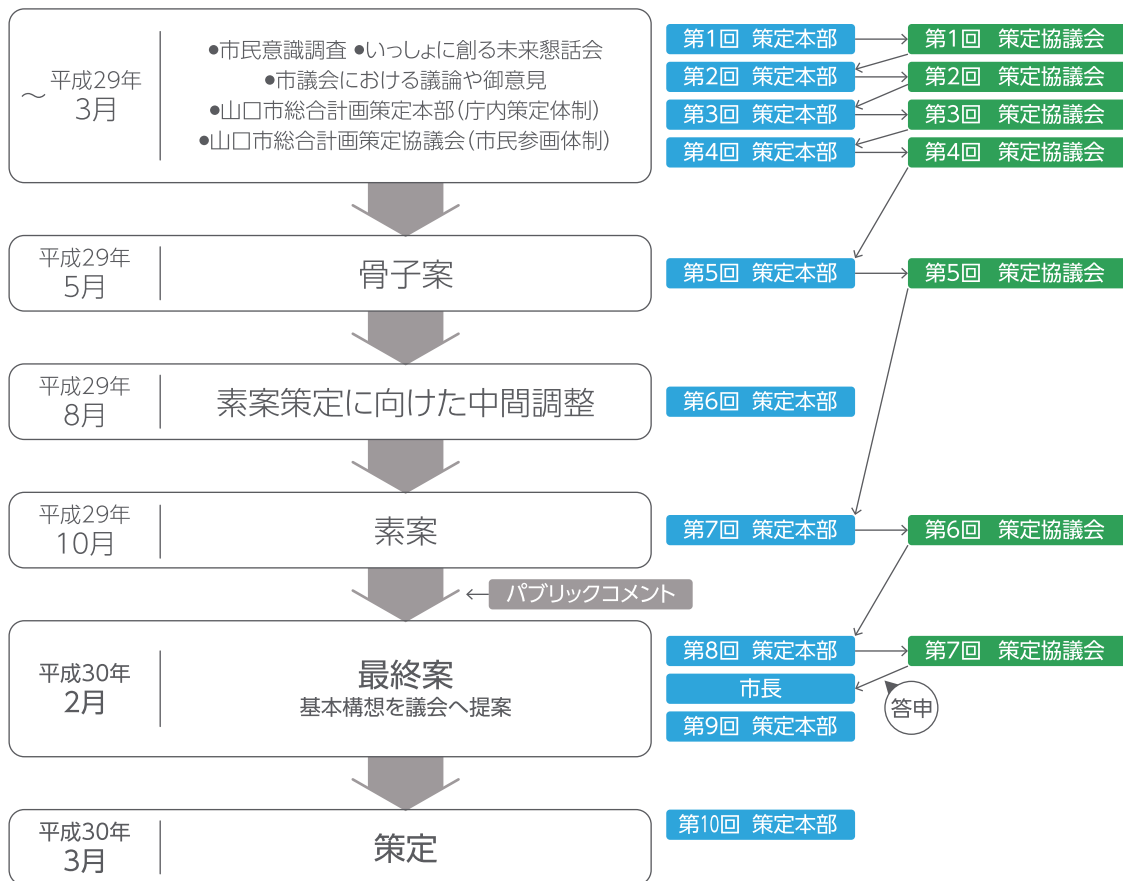 ～ 平成29年
3月
●市民意識調査 ●いっしょに創る未来懇話会
●市議会における議論や御意見
●山口市総合計画策定本部(庁内策定体制)
●山口市総合計画策定協議会(市民参画体制)
第1回 策定本部
第1回 策定協議会
第2回 策定本部
第2回 策定協議会
第3回 策定本部
第3回 策定協議会
第4回 策定本部
第4回 策定協議会
平成29年
5月
骨子案
第5回 策定本部
第5回 策定協議会
平成29年
8月
素案策定に向けた中間調整
第6回 策定本部
平成29年
10月
素案
第7回 策定本部
第6回 策定協議会
パブリックコメント
平成30年
2月
最終案
基本構想を議会へ提案
第8回 策定本部
第7回 策定協議会
市長
答申
第9回 策定本部
平成30年
3月
策定
第10回 策定本部